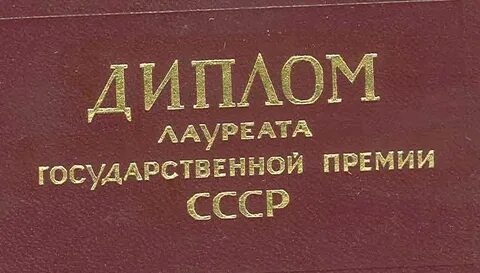 ДИПЛОМ
ЛАУРЕАТА
ГОСУДАРСТВЕННОЙ ПРЕМИИ
СССР